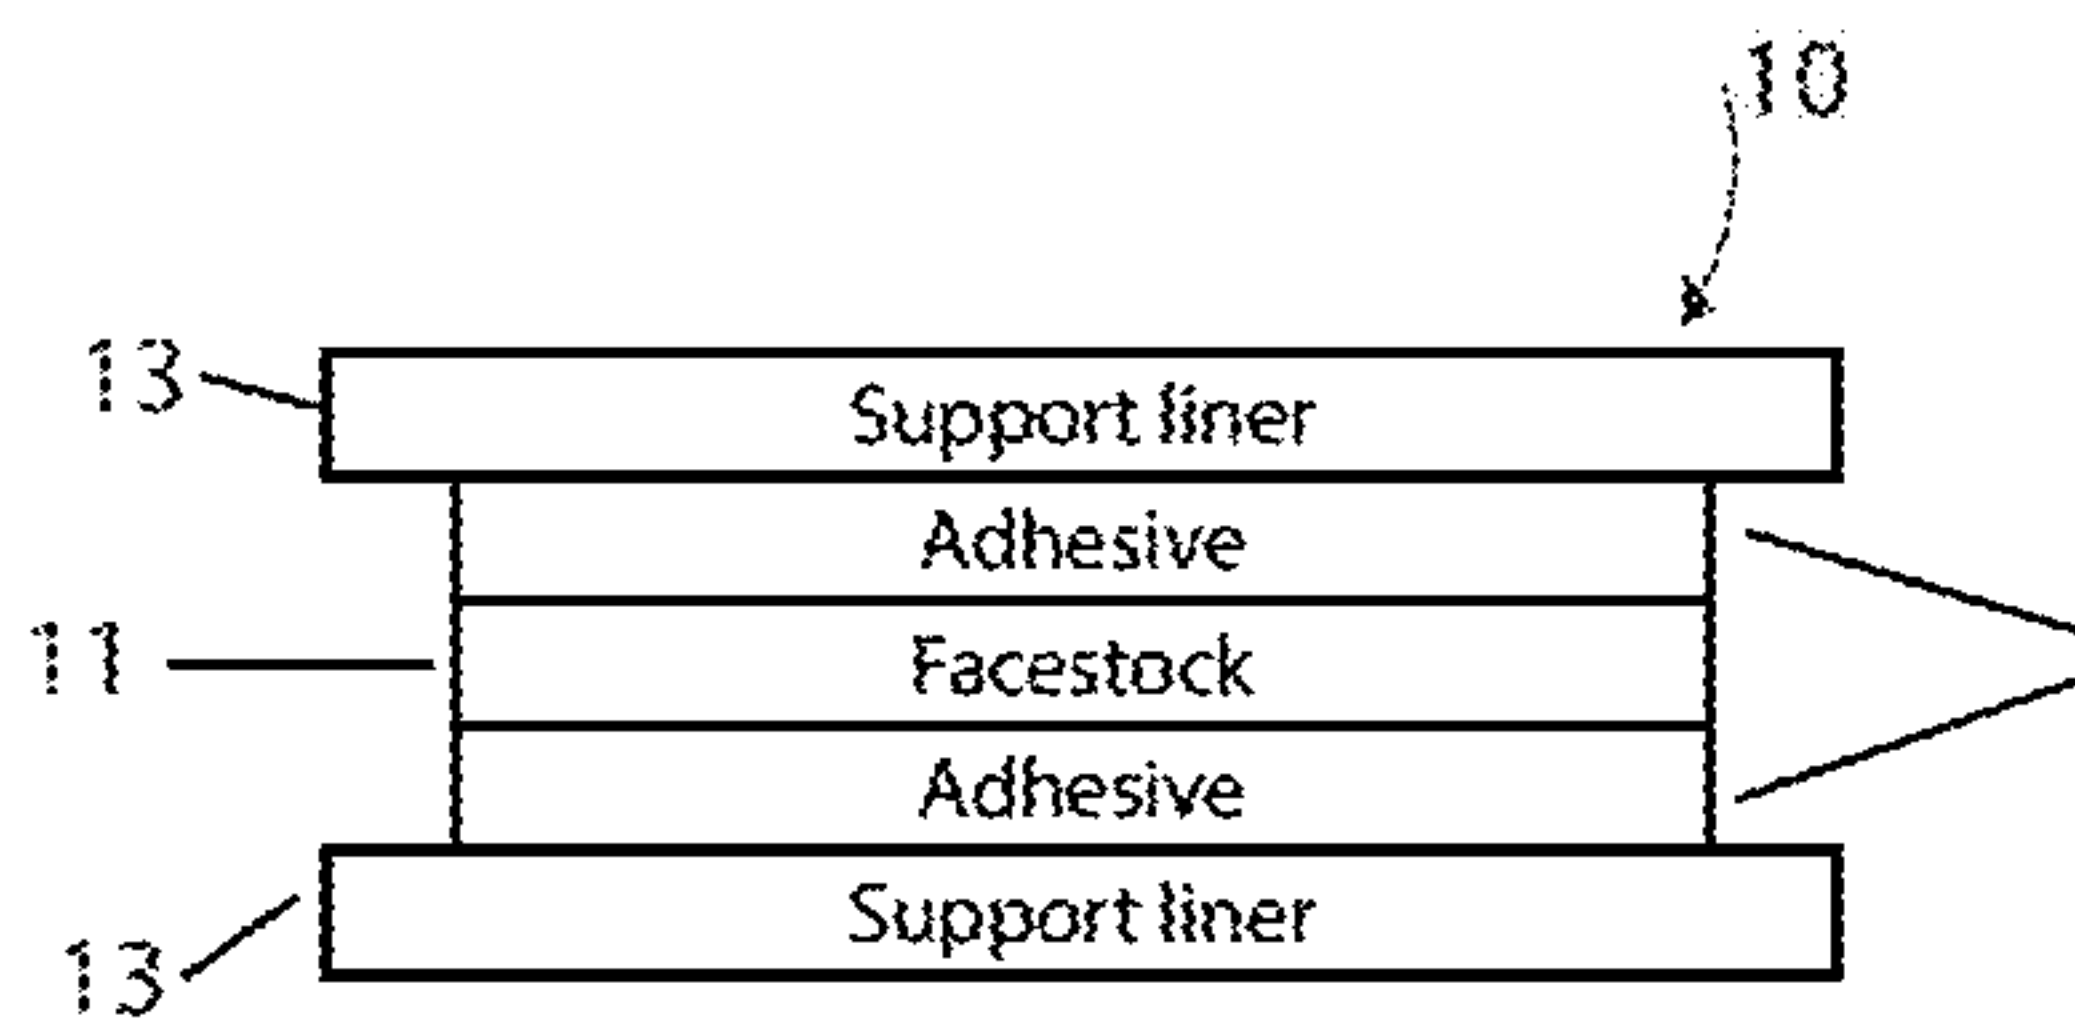 10
13
Support liner
Adhesive
11
Facestock
Adhesive
Support liner
13